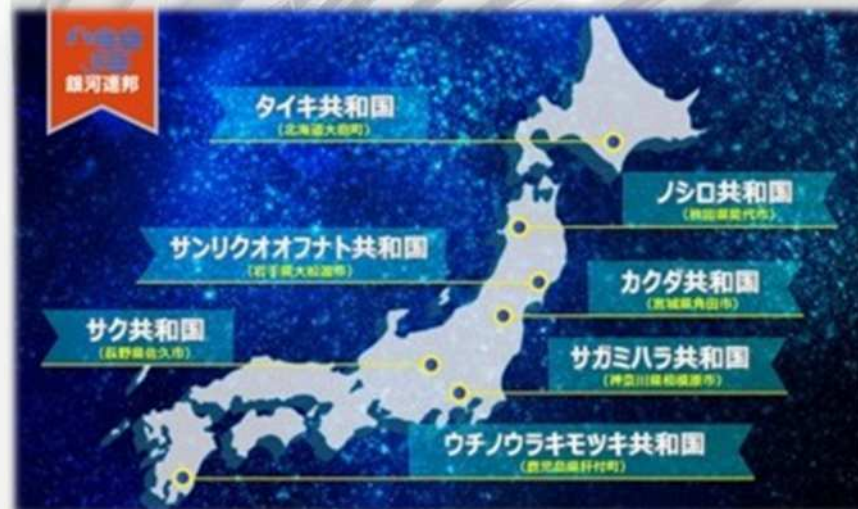 銀河連邦
タイキ共和国
(北海道大樹町)
ノシロ共和国
(秋田県能代市)
サンリクオオフナト共和国
(岩手県大船渡市)
カクダ共和国
(宮城県角田市)
サク共和国
(長野県佐久市)
サガミハラ共和国
(神奈川県相模原市)
ウチノウラキモツキ共和国
(鹿児島県肝付町)